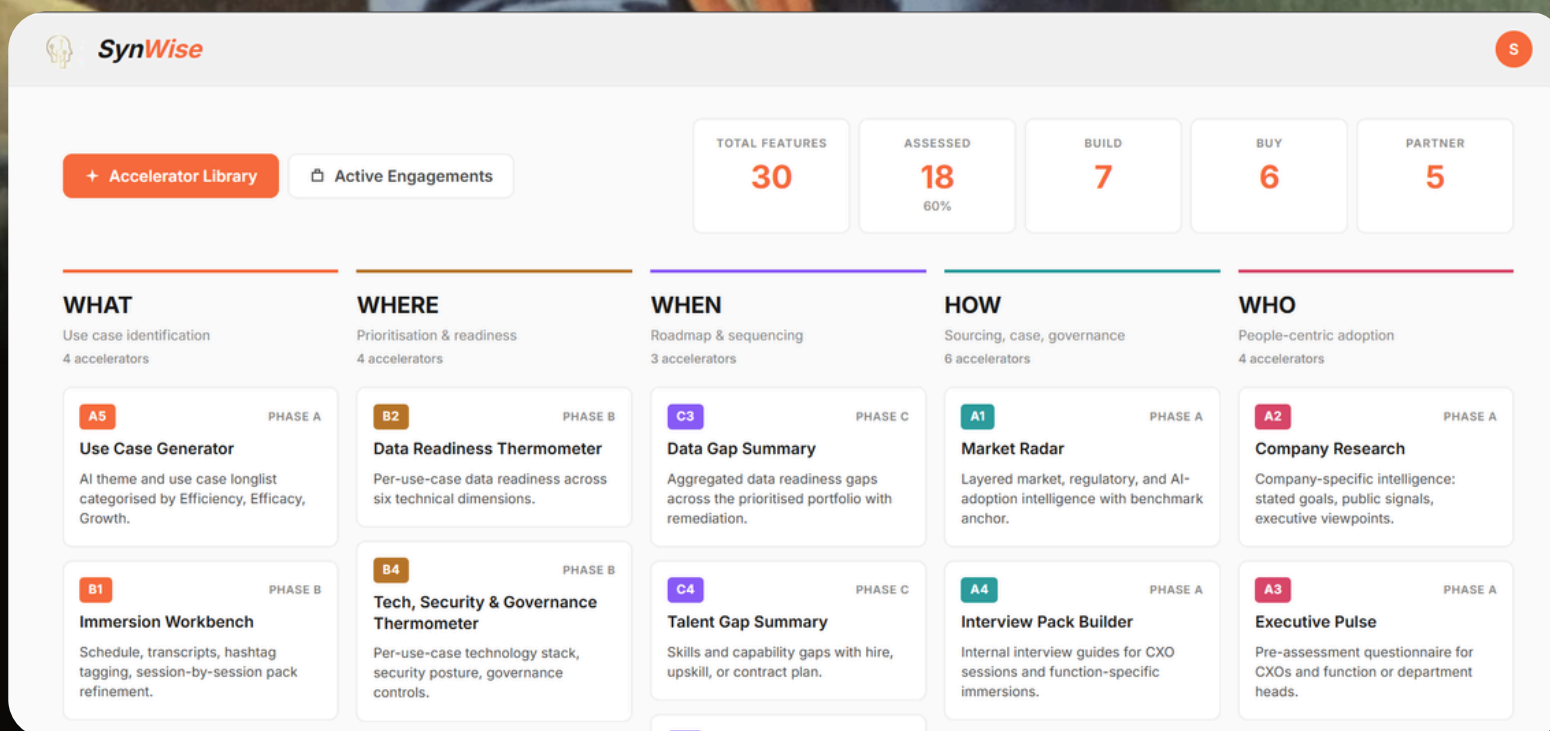 SynWise
S
Accelerator Library
Active Engagements
TOTAL FEATURES
30
ASSESSED
18
60%
BUILD
7
BUY
6
PARTNER
5
WHAT
Use case identification
4 accelerators
A5
PHASE A
Use Case Generator
AI theme and use case longlist
categorised by Efficiency, Efficacy,
Growth.
B1
PHASE B
Immersion Workbench
Schedule, transcripts, hashtag
tagging, session-by-session pack
refinement.
WHERE
Prioritisation & readiness
4 accelerators
B2
PHASE B
Data Readiness Thermometer
Per-use-case data readiness across
six technical dimensions.
B4
PHASE B
Tech, Security & Governance
Thermometer
Per-use-case technology stack,
security posture, governance
controls.
WHEN
Roadmap & sequencing
3 accelerators
C3
PHASE C
Data Gap Summary
Aggregated data readiness gaps
across the prioritised portfolio with
remediation.
C4
PHASE C
Talent Gap Summary
Skills and capability gaps with hire,
upskill, or contract plan.
HOW
Sourcing, case, governance
6 accelerators
A1
PHASE A
Market Radar
Layered market, regulatory, and AI-
adoption intelligence with benchmark
anchor.
A4
PHASE A
Interview Pack Builder
Internal interview guides for CXO
sessions and function-specific
immersions.
WHO
People-centric adoption
4 accelerators
A2
PHASE A
Company Research
Company-specific intelligence:
stated goals, public signals,
executive viewpoints.
A3
PHASE A
Executive Pulse
Pre-assessment questionnaire for
CXOs and function or department
heads.